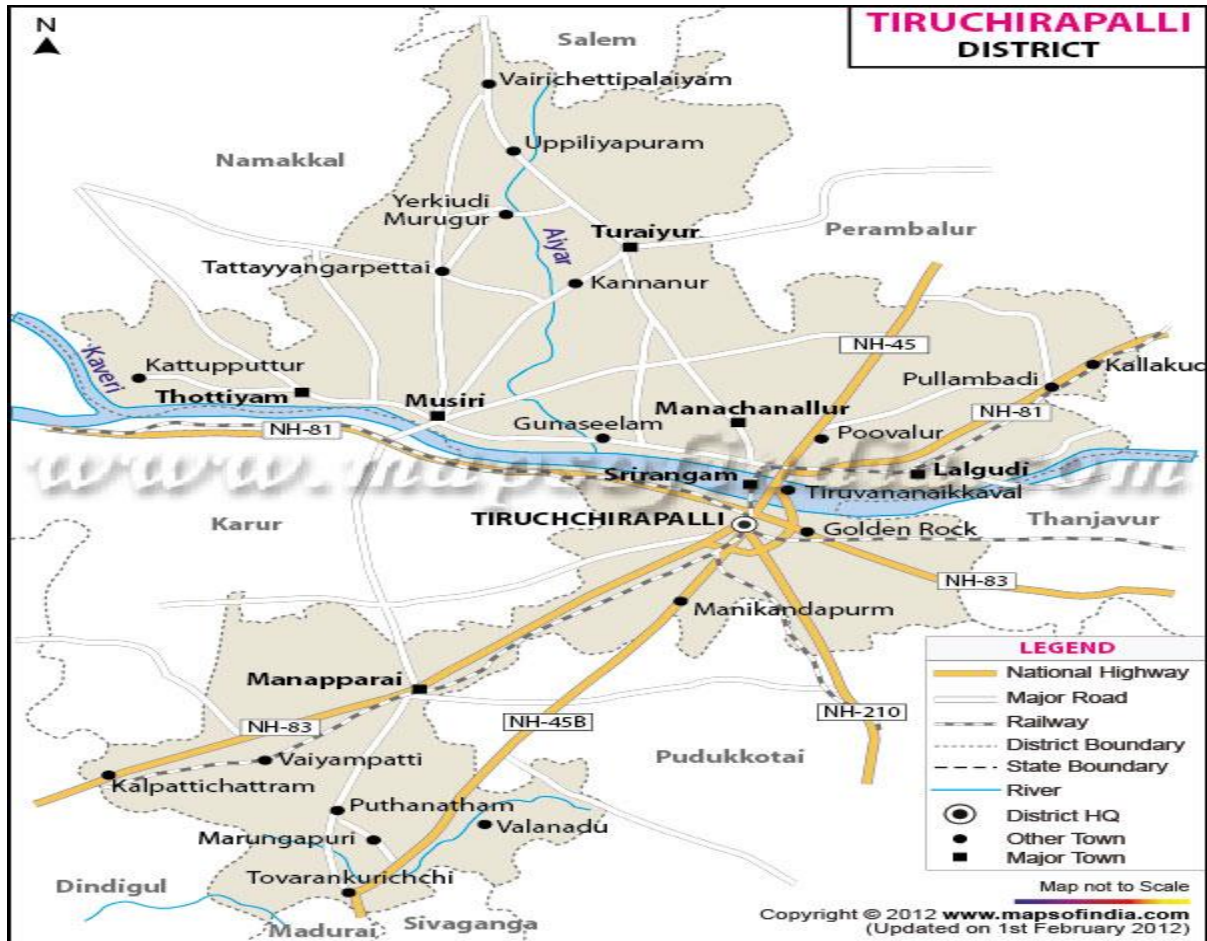 N
TIRUCHIRAPALLI
DISTRICT
Salem
Vairichettipalaiyam
Uppiliyapuram
Namakkal
Yerkiudi
Murugur
Turaiyur
Perambalur
Aiyar
Tattayyangarpettai
Kannanur
NH-45
Kaveri
Kattupputtur
Kallakud
Pullambadi
Thottiyam
Musiri
Manachanallur
NH-81
Gunaseelam
NH-81
Poovalur
www.mapsofindia.com
Srirangam
Lalgudi
Tiruvananaikkaval
Karur
TIRUCHCHIRAPALLI
Golden Rock
Thanjavur
NH-83
Manikandapurm
Manapparai
NH-83
NH-45B
NH-210
Vaiyampatti
Pudukkotai
Kalpattichattram
Puthanatham
Valanadu
Marungapuri
Tovarankurichchi
Dindigul
Madurai
Sivaganga
LEGEND
National Highway
Major Road
Railway
District Boundary
State Boundary
River
District HQ
Other Town
Major Town
Map not to Scale
Copyright © 2012 www.mapsofindia.com
(Updated on 1st February 2012)